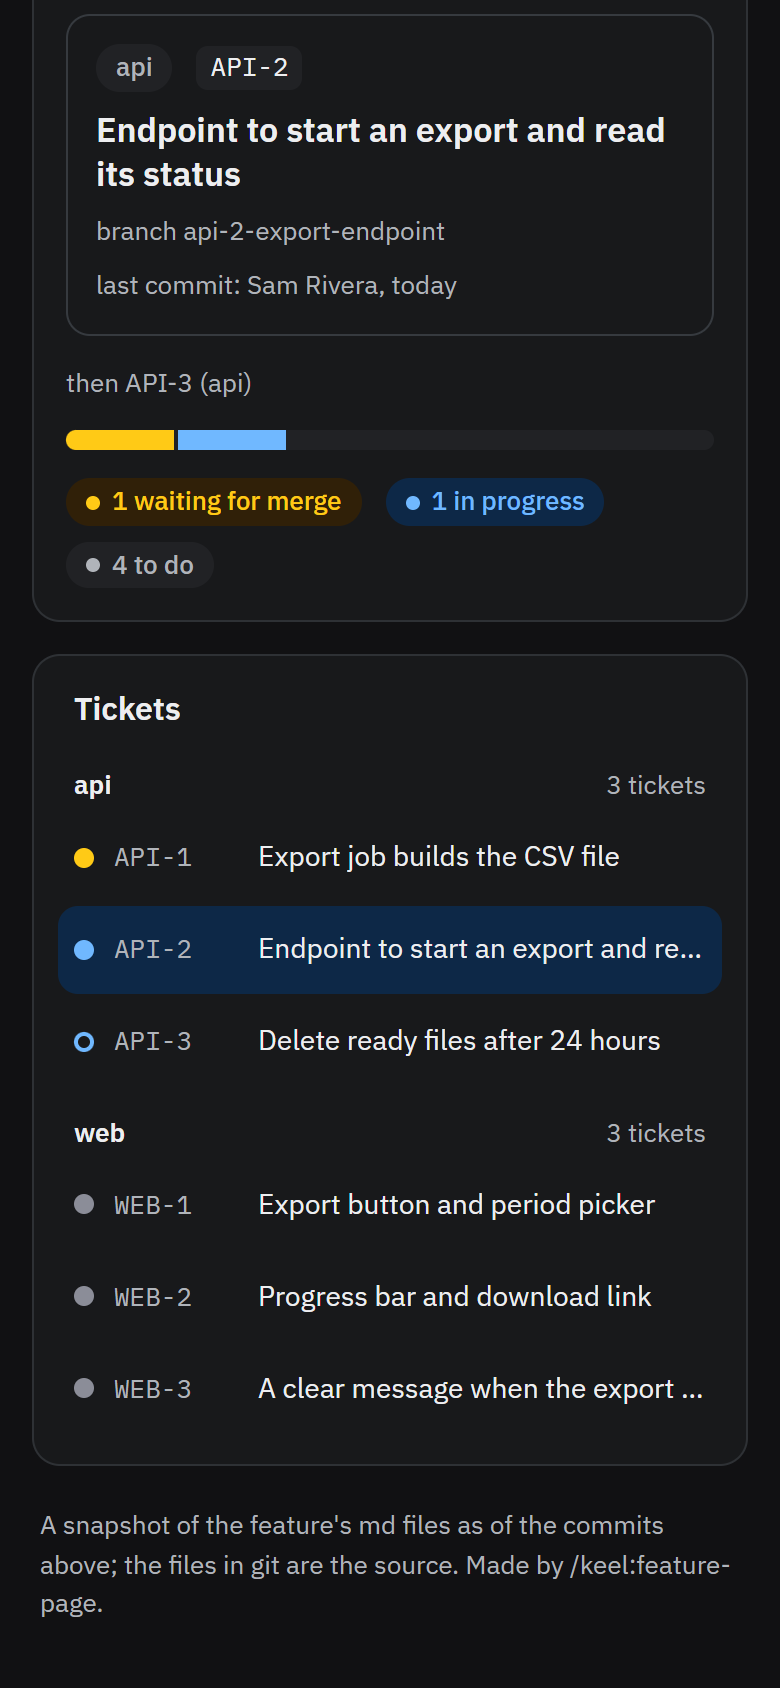 api API-2
Endpoint to start an export and read
its status
branch api-2-export-endpoint
last commit: Sam Rivera, today
then API-3 (api)
1 waiting for merge 1 in progress
4 to do
Tickets
api 3 tickets
API-1 Export job builds the CSV file
API-2 Endpoint to start an export and re...
API-3 Delete ready files after 24 hours
web 3 tickets
WEB-1 Export button and period picker
WEB-2 Progress bar and download link
WEB-3 A clear message when the export ...
A snapshot of the feature's md files as of the commits
above; the files in git are the source. Made by /keel:feature-
page.